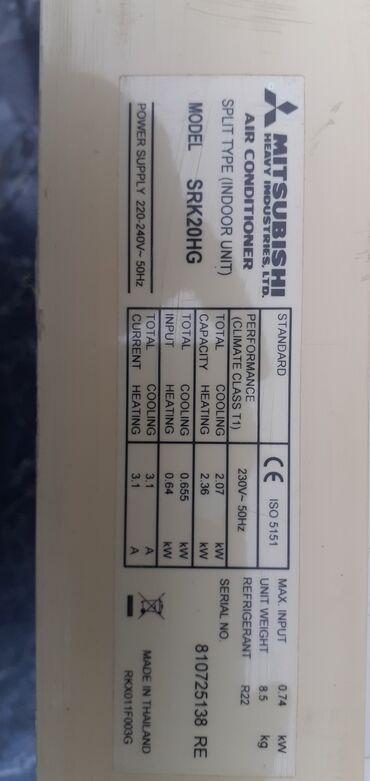 MITSUBISHI
HEAVY INDUSTRIES, LTD.
AIR CONDITIONER
SPLIT TYPE (INDOOR UNIT)
MODEL SRK20HG
POWER SUPPLY 220-240V~ 50Hz
STANDARD CE ISO 5151
PERFORMANCE
(CLIMATE CLASS T1) 230V~ 50Hz
TOTAL COOLING 2.07 kW
CAPACITY HEATING 2.36 kW
TOTAL COOLING 0.655 kW
INPUT HEATING 0.64 kW
TOTAL COOLING 3.1 A
CURRENT HEATING 3.1 A
MAX. INPUT 0.74 kW
UNIT WEIGHT 8.5 kg
REFRIGERANT R22
SERIAL NO.
810725138 RE
MADE IN THAILAND
RKX011F003G